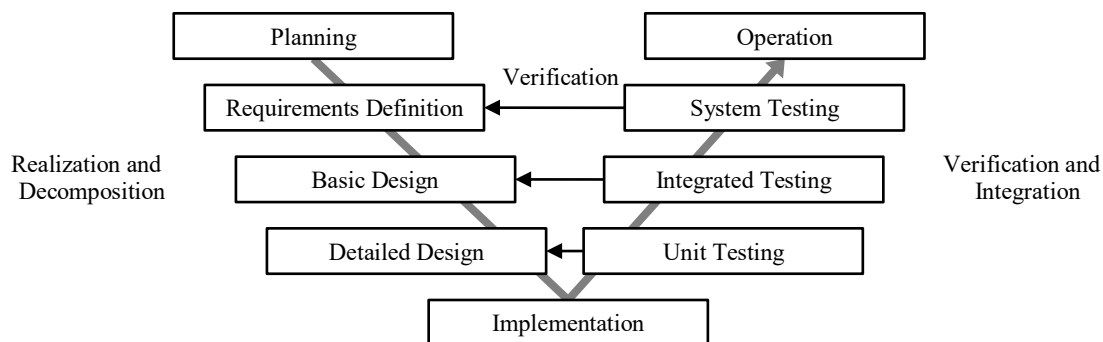 Planning
Operation
Verification
Requirements Definition
System Testing
Realization and
Decomposition
Basic Design
Integrated Testing
Verification and
Integration
Detailed Design
Unit Testing
Implementation